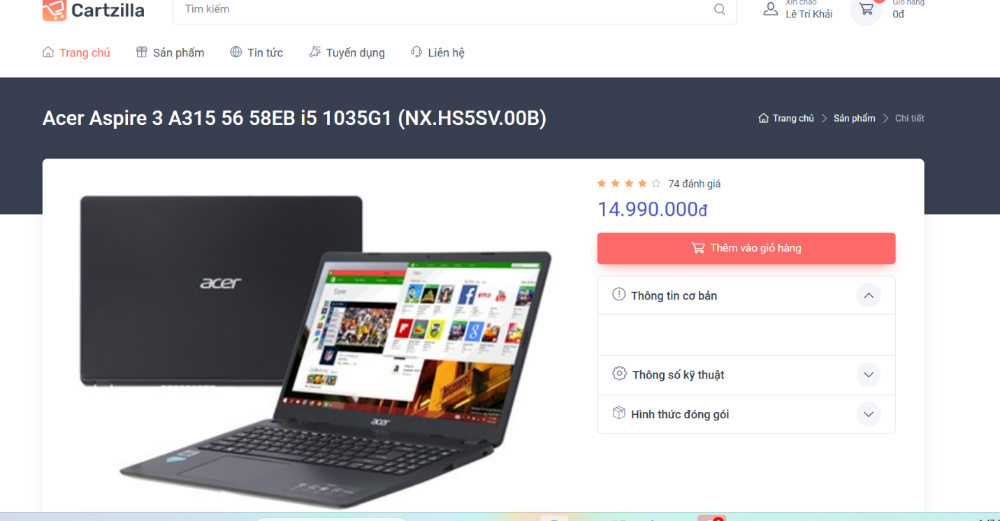 Cartzilla
Tìm kiếm
Xin chào
Lê Trí Khải
Giỏ hàng
0đ
Trang chủ
Sản phẩm
Tin tức
Tuyển dụng
Liên hệ
Acer Aspire 3 A315 56 58EB i5 1035G1 (NX.HS5SV.00B)
Trang chủ
Sản phẩm
Chi tiết
74 đánh giá
14.990.000đ
Thêm vào giỏ hàng
Thông tin cơ bản
Thông số kỹ thuật
Hình thức đóng gói
acer
Store
acer